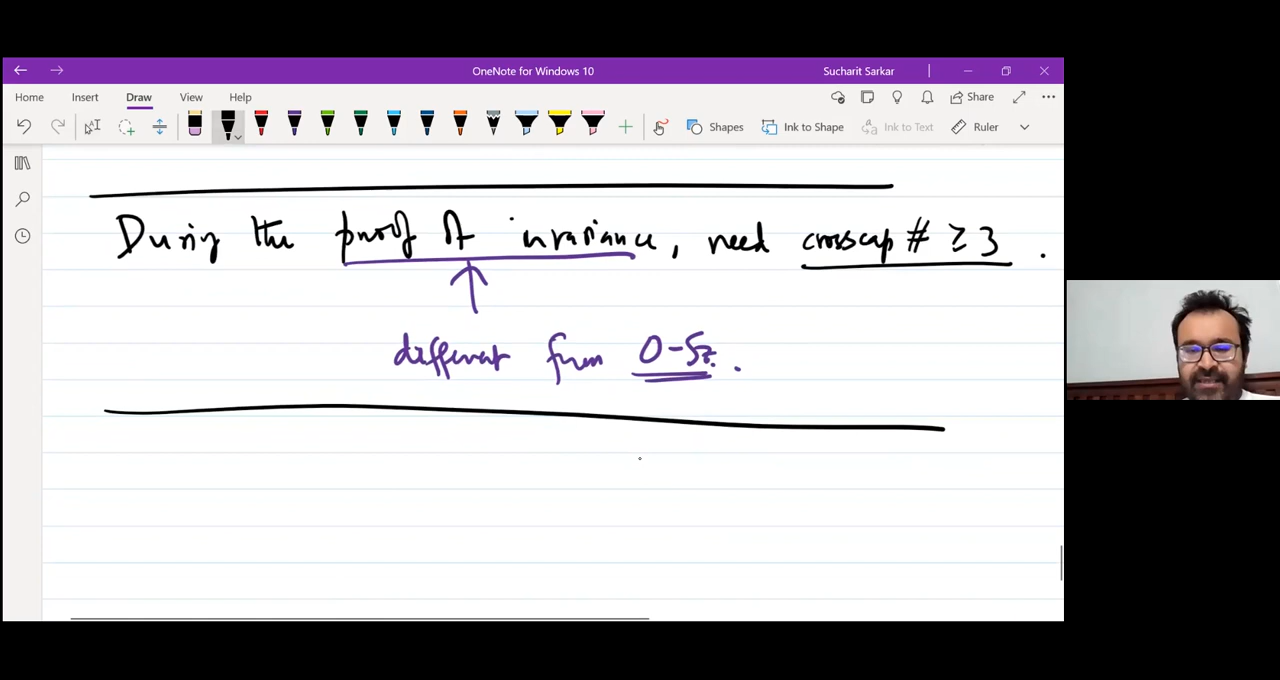 OneNote for Windows 10
Sucharit Sarkar
Home Insert Draw View Help
Share
Shapes Ink to Shape Ink to Text Ruler
During the proof of invariance, need crosscap # ≥ 3.
different from O-Sz.